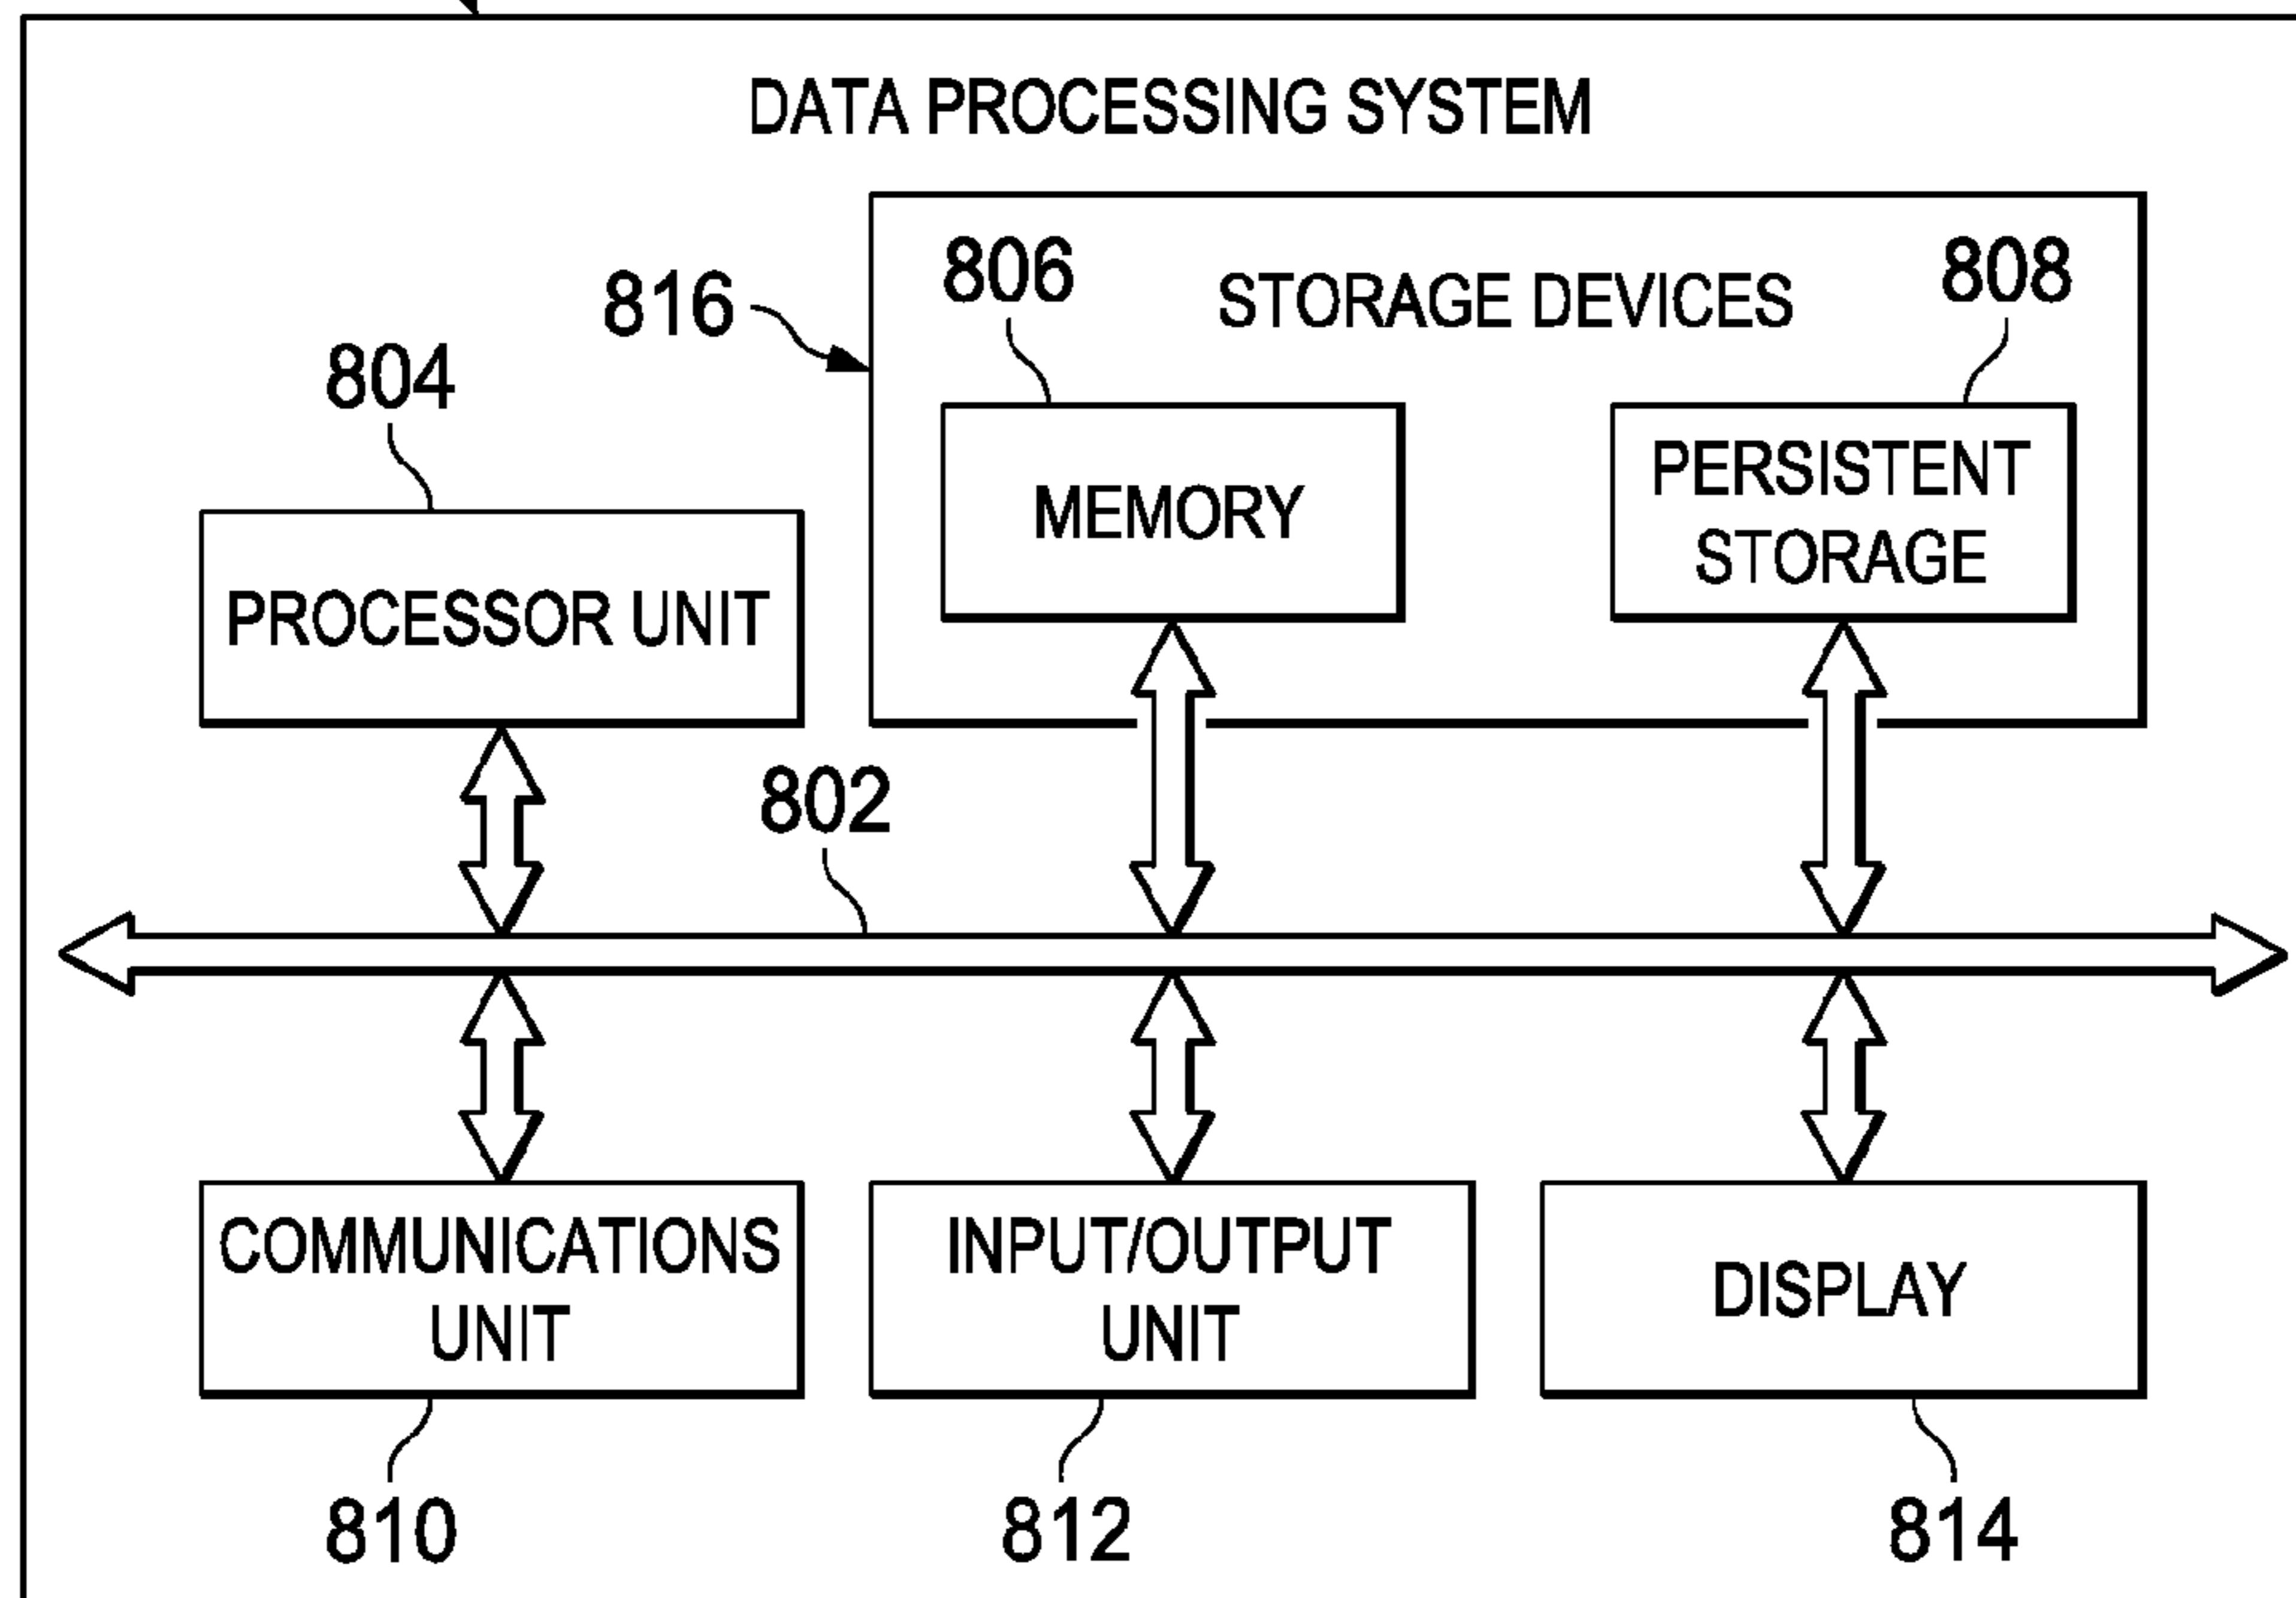 DATA PROCESSING SYSTEM
806
808
816
STORAGE DEVICES
804
MEMORY
PERSISTENT
STORAGE
PROCESSOR UNIT
802
COMMUNICATIONS
UNIT
INPUT/OUTPUT
UNIT
DISPLAY
810
812
814